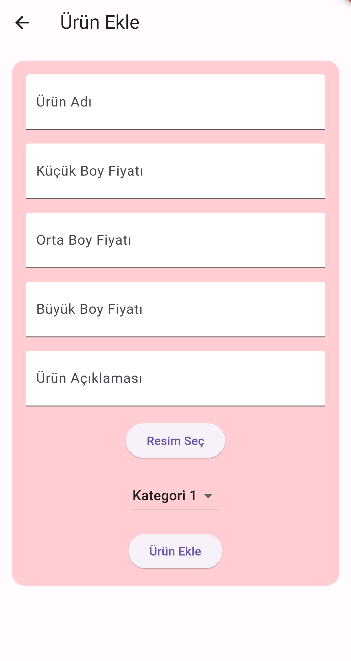 Ürün Ekle
Ürün Adı
Küçük Boy Fiyatı
Orta Boy Fiyatı
Büyük Boy Fiyatı
Ürün Açıklaması
Resim Seç
Kategori 1
Ürün Ekle